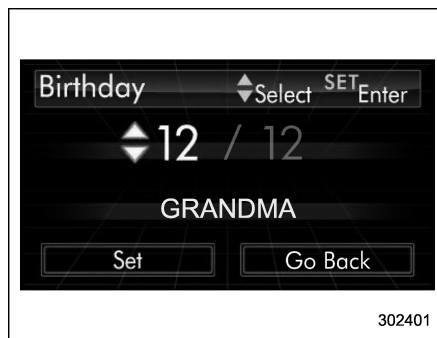 Birthday Select SET Enter
12 / 12
GRANDMA
Set Go Back
302401